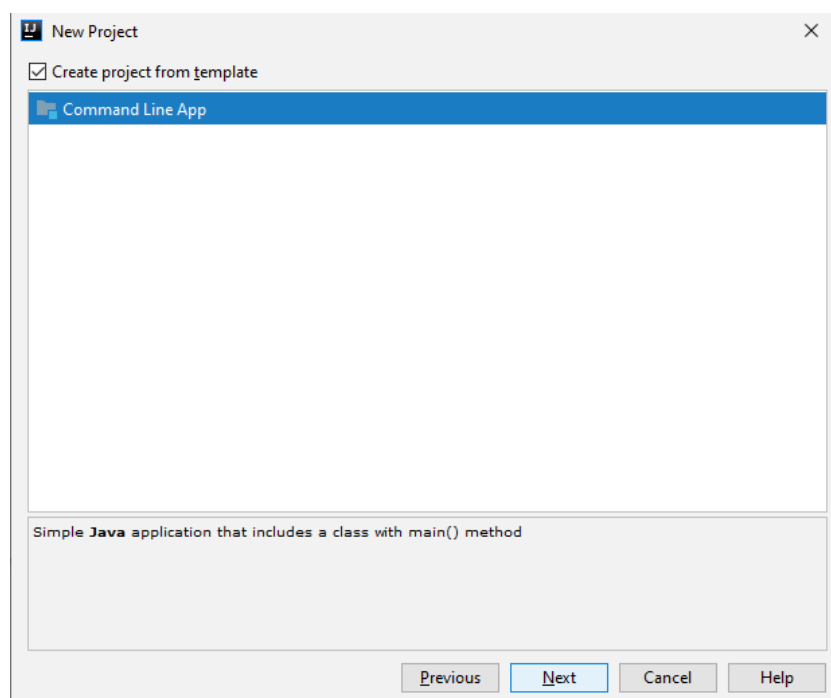 IJ
New Project
Create project from template
Command Line App
Simple Java application that includes a class with main() method
Previous
Next
Cancel
Help